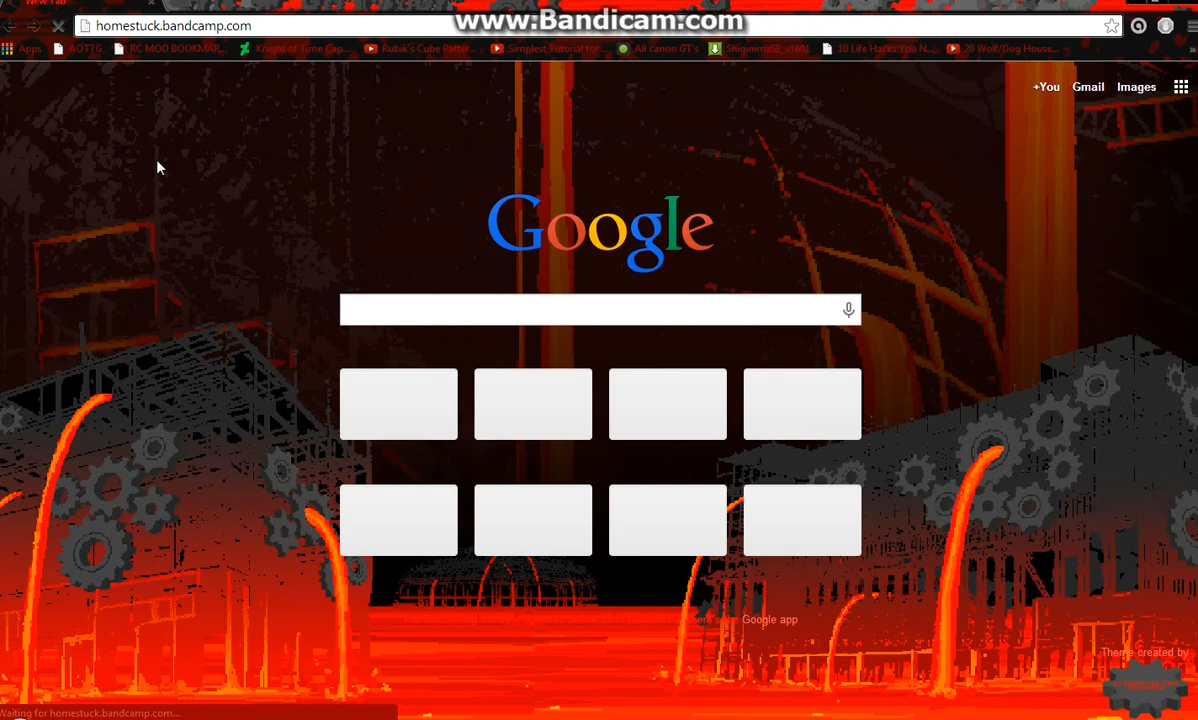 New Tab
www.Bandicam.com
homestuck.bandcamp.com
Apps AOTTG RC MOD BOOKMAR... Knight of Time Cap... Rubik's Cube Patter... Simplest Tutorial for... All canon GT's ShiginimaSE_v1601 10 Life Hacks You N... 20 Wolf/Dog House... »
+You Gmail Images
Google
Google app
Theme created by
Waiting for homestuck.bandcamp.com...